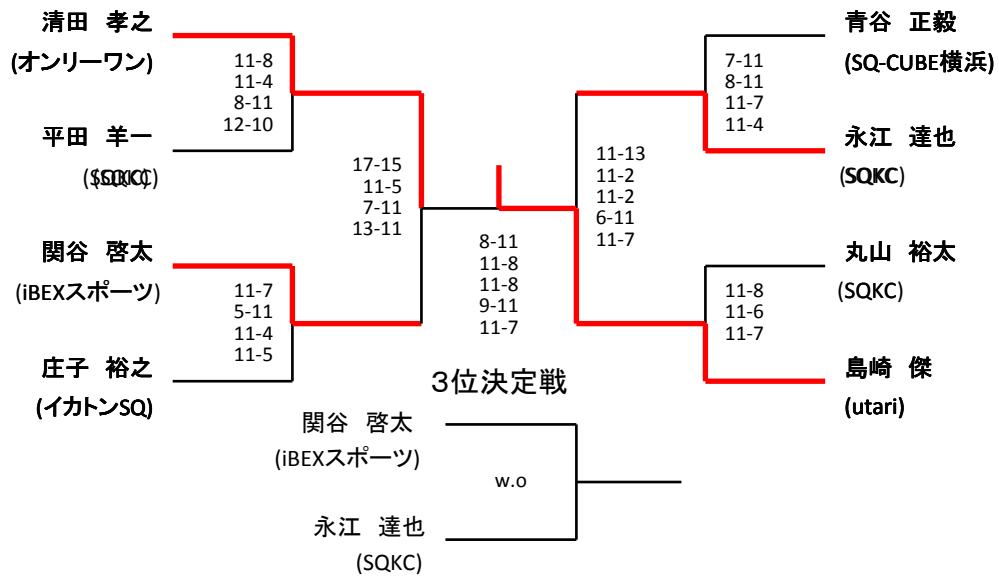 清田 孝之
(オンリーワン)
11-8
11-4
8-11
12-10
平田 羊一
(SQKC)
17-15
11-5
7-11
13-11
関谷 啓太
(iBEXスポーツ)
11-7
5-11
11-4
11-5
庄子 裕之
(イカトンSQ)
8-11
11-8
11-8
9-11
11-7
青谷 正毅
(SQ-CUBE横浜)
7-11
8-11
11-7
11-4
永江 達也
(SQKC)
11-13
11-2
11-2
6-11
11-7
丸山 裕太
(SQKC)
11-8
11-6
11-7
島崎 傑
(utari)
3位決定戦
関谷 啓太
(iBEXスポーツ)
w.o
永江 達也
(SQKC)